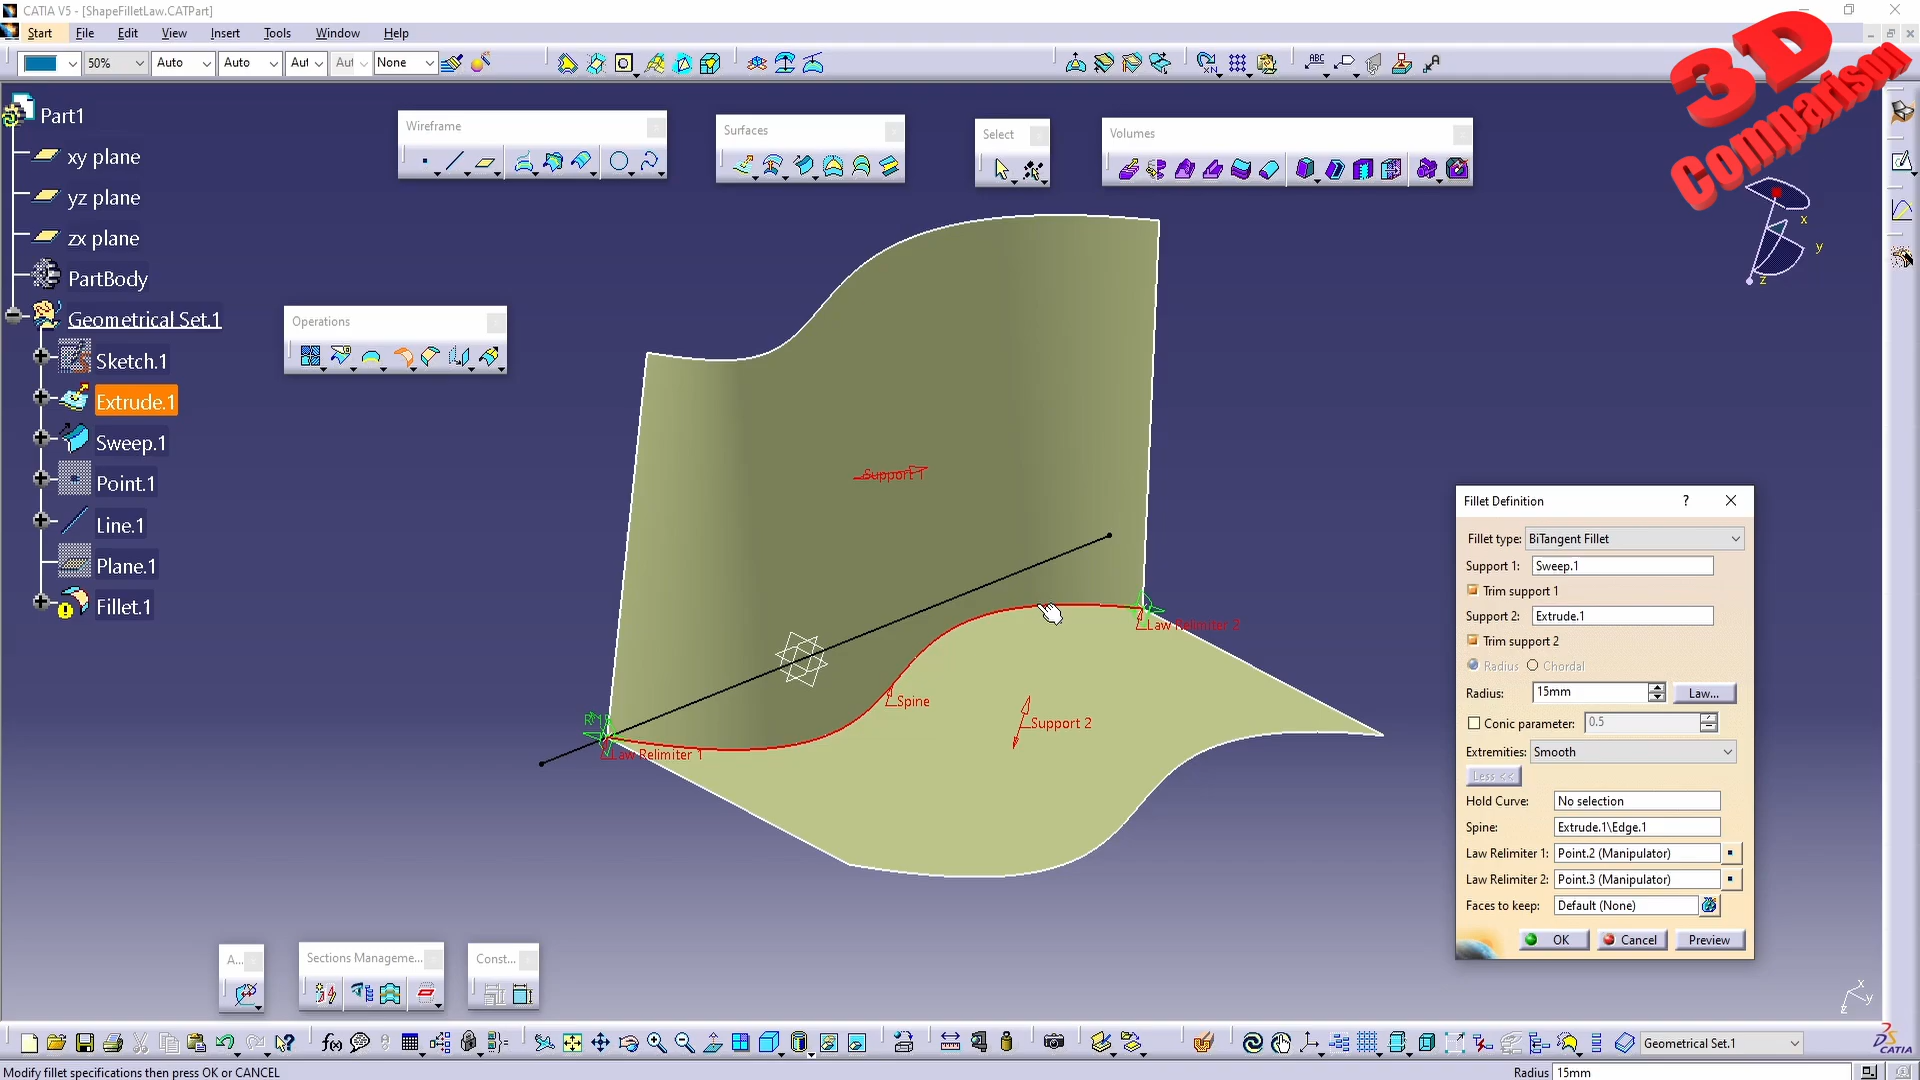 CATIA V5 - [ShapeFilletLaw.CATPart]
Start File Edit View Insert Tools Window Help
50% Auto Auto Aut Aut None
3D
Comparison
Part1
xy plane
yz plane
zx plane
PartBody
Geometrical Set.1
Sketch.1
Extrude.1
Sweep.1
Point.1
Line.1
Plane.1
Fillet.1
Wireframe
Surfaces
Select
Volumes
Operations
x
y
z
Support 1
Law Relimiter 2
Spine
Support 2
Law Relimiter 1
Fillet Definition ?
Fillet type: BiTangent Fillet
Support 1: Sweep.1
Trim support 1
Support 2: Extrude.1
Trim support 2
Radius Chordal
Radius: 15mm Law...
Conic parameter: 0.5
Extremities: Smooth
Less <<
Hold Curve: No selection
Spine: Extrude.1\Edge.1
Law Relimiter 1: Point.2 (Manipulator)
Law Relimiter 2: Point.3 (Manipulator)
Faces to keep: Default (None)
OK Cancel Preview
A...
Sections Manageme...
Const...
x
y
z
Geometrical Set.1
CATIA
Modify fillet specifications then press OK or CANCEL
Radius 15mm